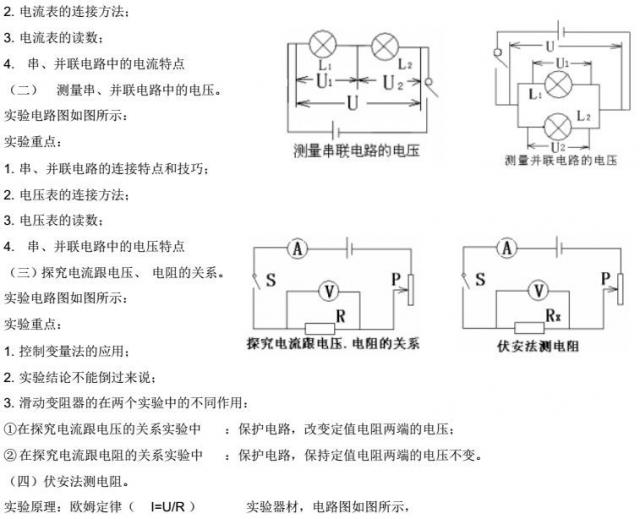 2. 电流表的连接方法；
3. 电流表的读数；
4. 串、并联电路中的电流特点
（二） 测量串、并联电路中的电压。
实验电路图如图所示：
实验重点：
1. 串、并联电路的连接特点和技巧；
2. 电压表的连接方法；
3. 电压表的读数；
4. 串、并联电路中的电压特点
L₁ L₂
U₁ U₂
U
测量串联电路的电压
U
U₁
L₁
L₂
U₂
测量并联电路的电压
（三）探究电流跟电压、 电阻的关系。
实验电路图如图所示：
实验重点：
1. 控制变量法的应用；
2. 实验结论不能倒过来说；
A
S P
V
R
探究电流跟电压.电阻的关系
A
S P
V
Rx
伏安法测电阻
3. 滑动变阻器的在两个实验中的不同作用：
①在探究电流跟电压的关系实验中 ：保护电路，改变定值电阻两端的电压；
②在探究电流跟电阻的关系实验中 ：保护电路，保持定值电阻两端的电压不变。
（四）伏安法测电阻。
实验原理：欧姆定律（ I=U/R ） 实验器材，电路图如图所示，